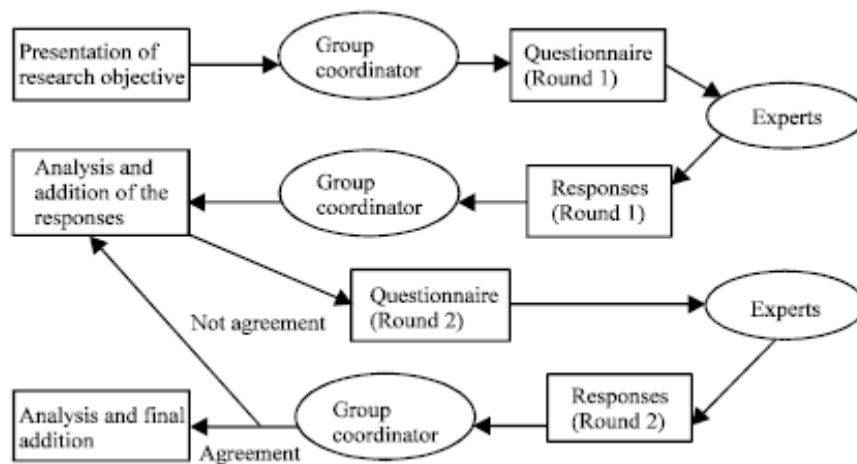 Presentation of
research objective
Group
coordinator
Questionnaire
(Round 1)
Experts
Analysis and
addition of the
responses
Group
coordinator
Responses
(Round 1)
Not agreement
Questionnaire
(Round 2)
Experts
Analysis and final
addition
Agreement
Group
coordinator
Responses
(Round 2)